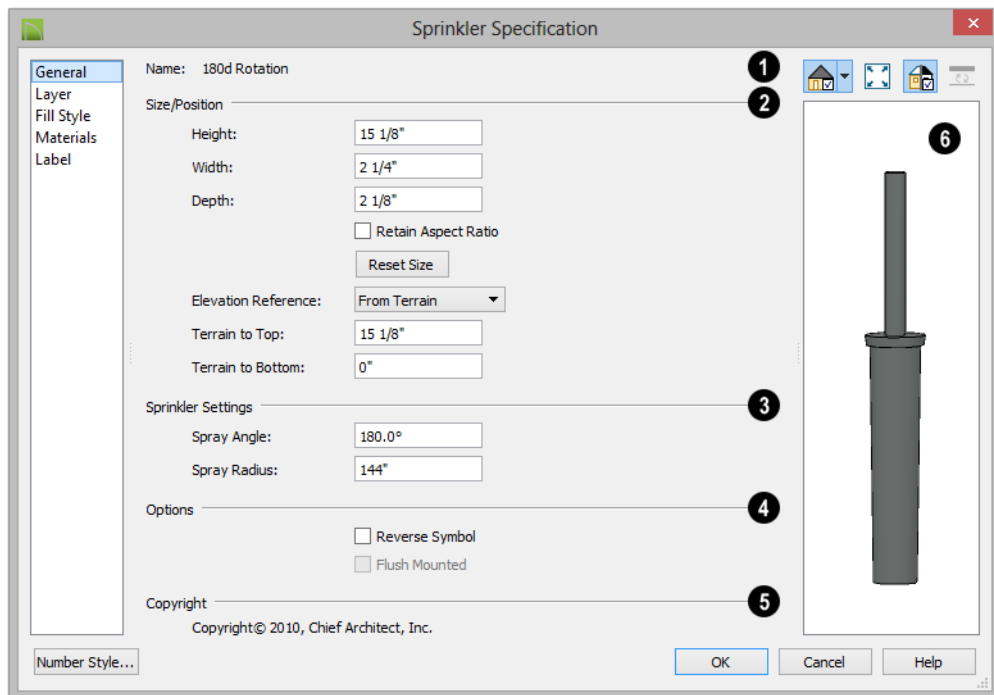 Sprinkler Specification
General
Layer
Fill Style
Materials
Label
Name: 180d Rotation
1
Size/Position
2
Height: 15 1/8"
Width: 2 1/4"
Depth: 2 1/8"
Retain Aspect Ratio
Reset Size
Elevation Reference: From Terrain
Terrain to Top: 15 1/8"
Terrain to Bottom: 0"
Sprinkler Settings
3
Spray Angle: 180.0°
Spray Radius: 144"
Options
4
Reverse Symbol
Flush Mounted
Copyright
5
Copyright© 2010, Chief Architect, Inc.
6
Number Style...
OK
Cancel
Help